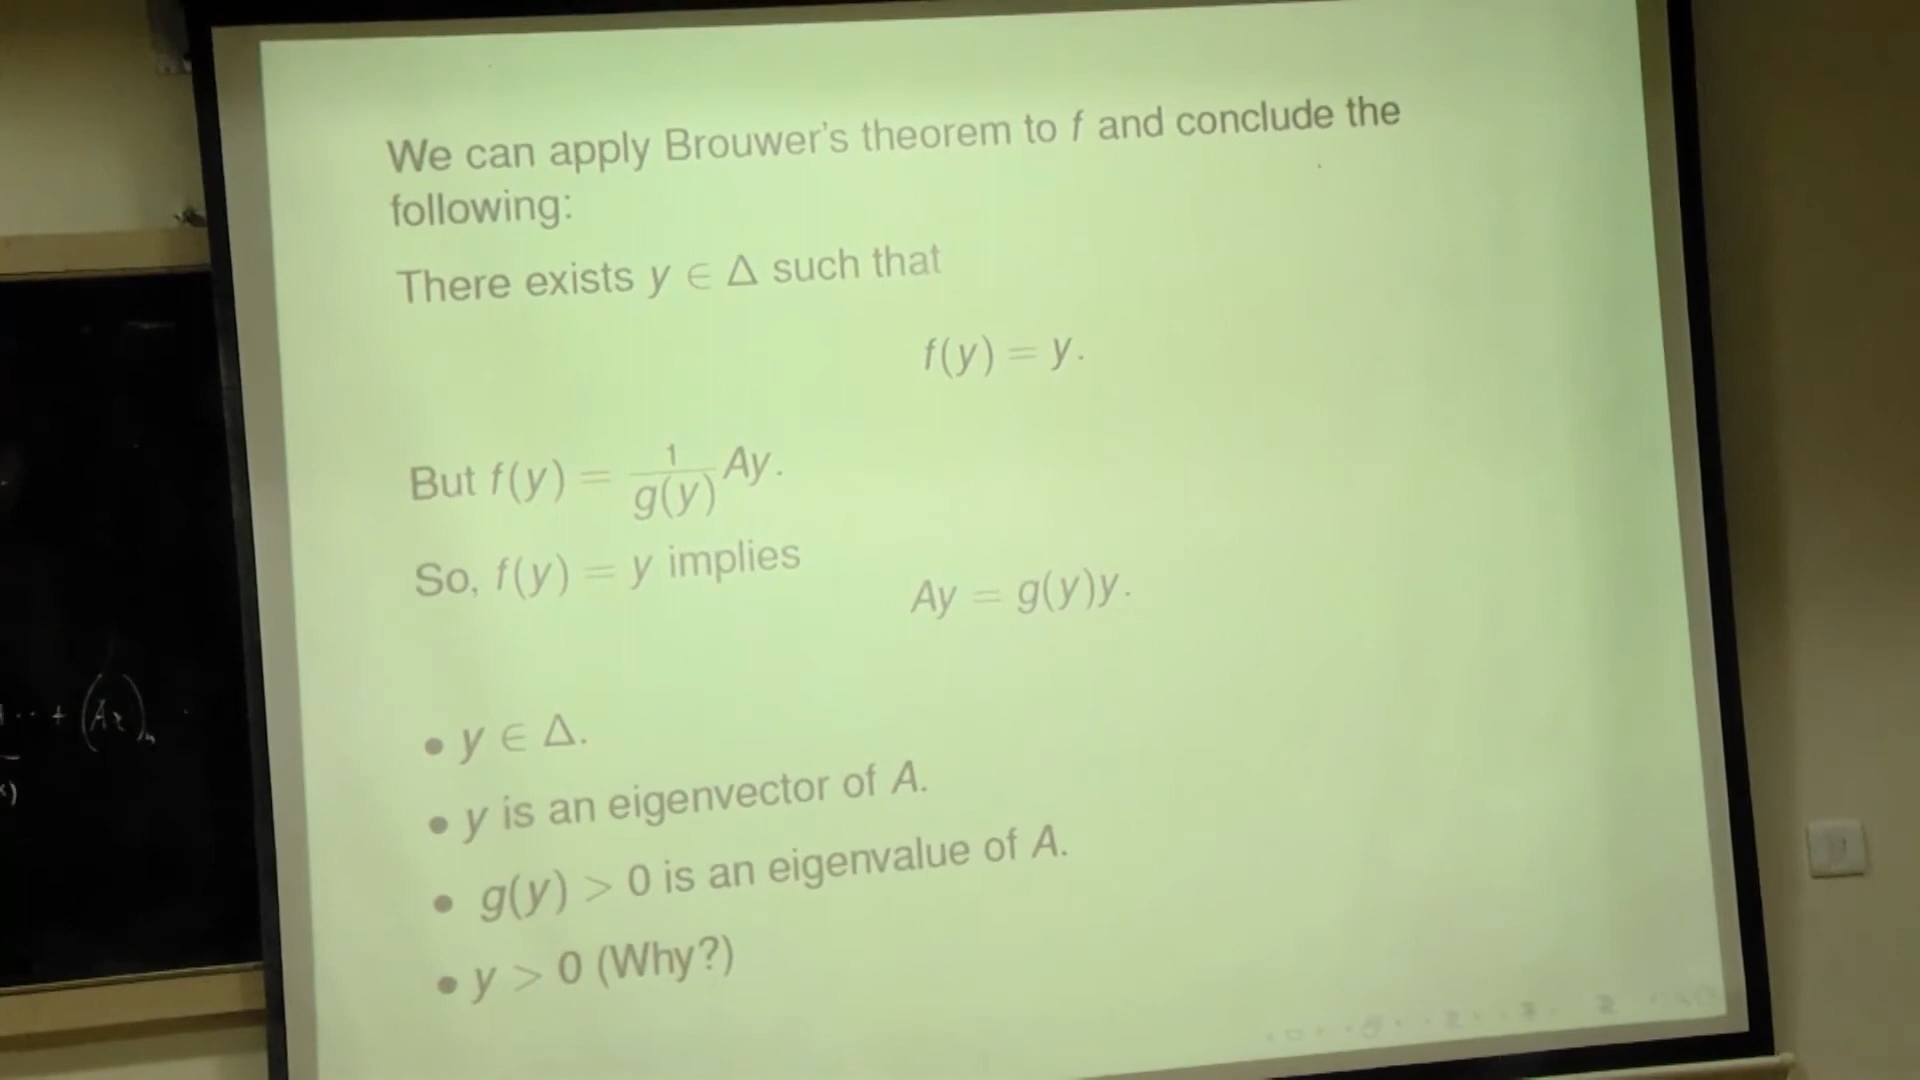 We can apply Brouwer's theorem to f and conclude the
following:
There exists y ∈ Δ such that
f(y) = y.
But f(y) = 1/g(y) Ay.
So, f(y) = y implies
Ay = g(y)y.
• y ∈ Δ.
• y is an eigenvector of A.
• g(y) > 0 is an eigenvalue of A.
• y > 0 (Why?)